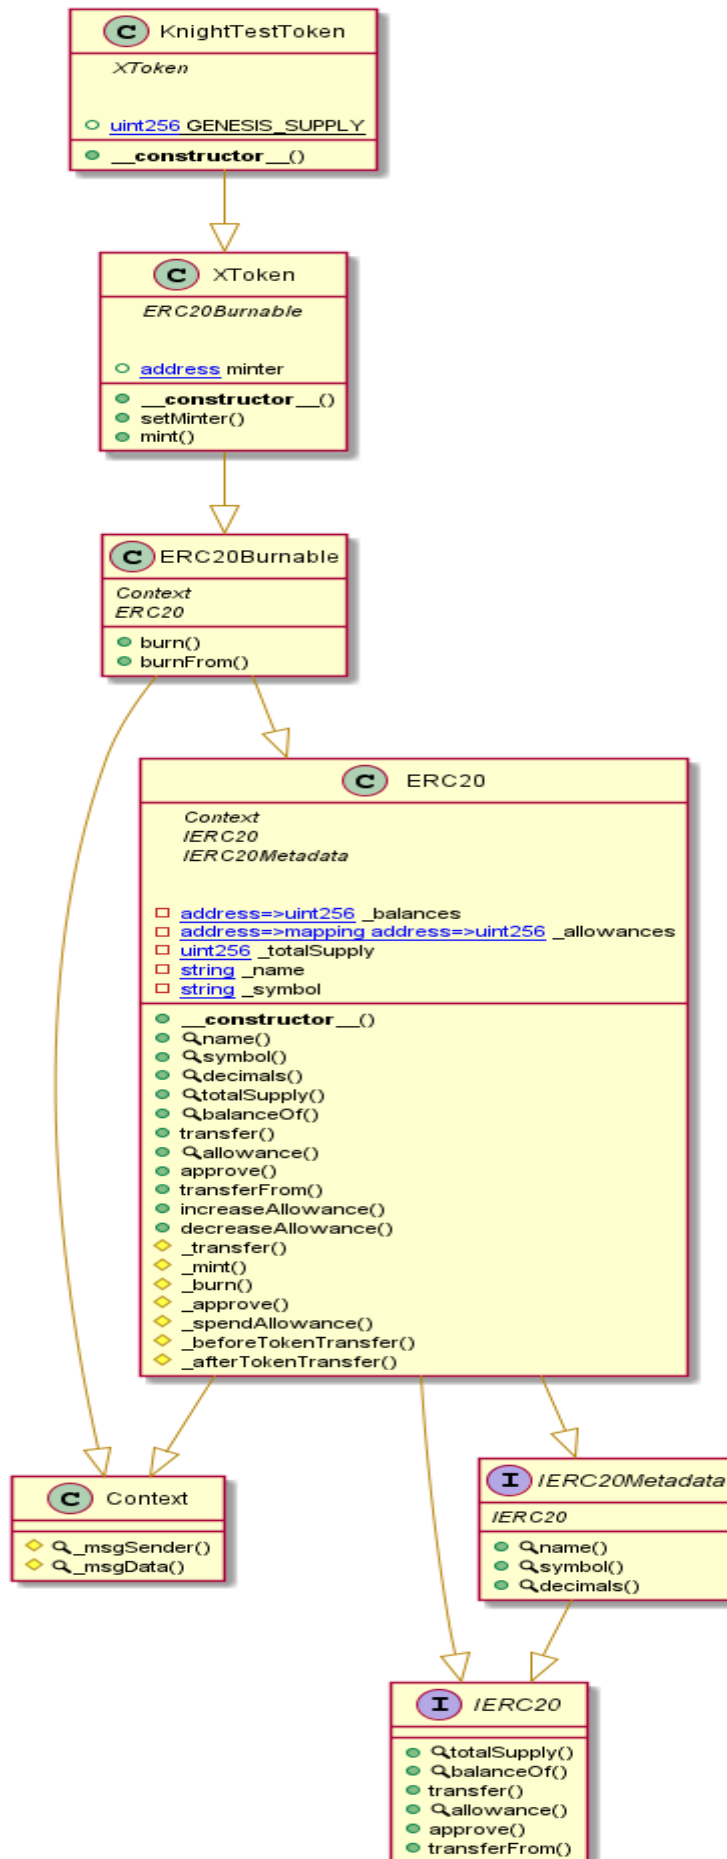 C KnightTestToken
XToken
uint256 GENESIS_SUPPLY
__constructor__()
C XToken
ERC20Burnable
address minter
__constructor__()
setMinter()
mint()
C ERC20Burnable
Context
ERC20
burn()
burnFrom()
C ERC20
Context
IERC20
IERC20Metadata
address=>uint256 _balances
address=>mapping address=>uint256 _allowances
uint256 _totalSupply
string _name
string _symbol
__constructor__()
name()
symbol()
decimals()
totalSupply()
balanceOf()
transfer()
allowance()
approve()
transferFrom()
increaseAllowance()
decreaseAllowance()
_transfer()
_mint()
_burn()
_approve()
_spendAllowance()
_beforeTokenTransfer()
_afterTokenTransfer()
C Context
_msgSender()
_msgData()
I IERC20Metadata
IERC20
name()
symbol()
decimals()
I IERC20
totalSupply()
balanceOf()
transfer()
allowance()
approve()
transferFrom()